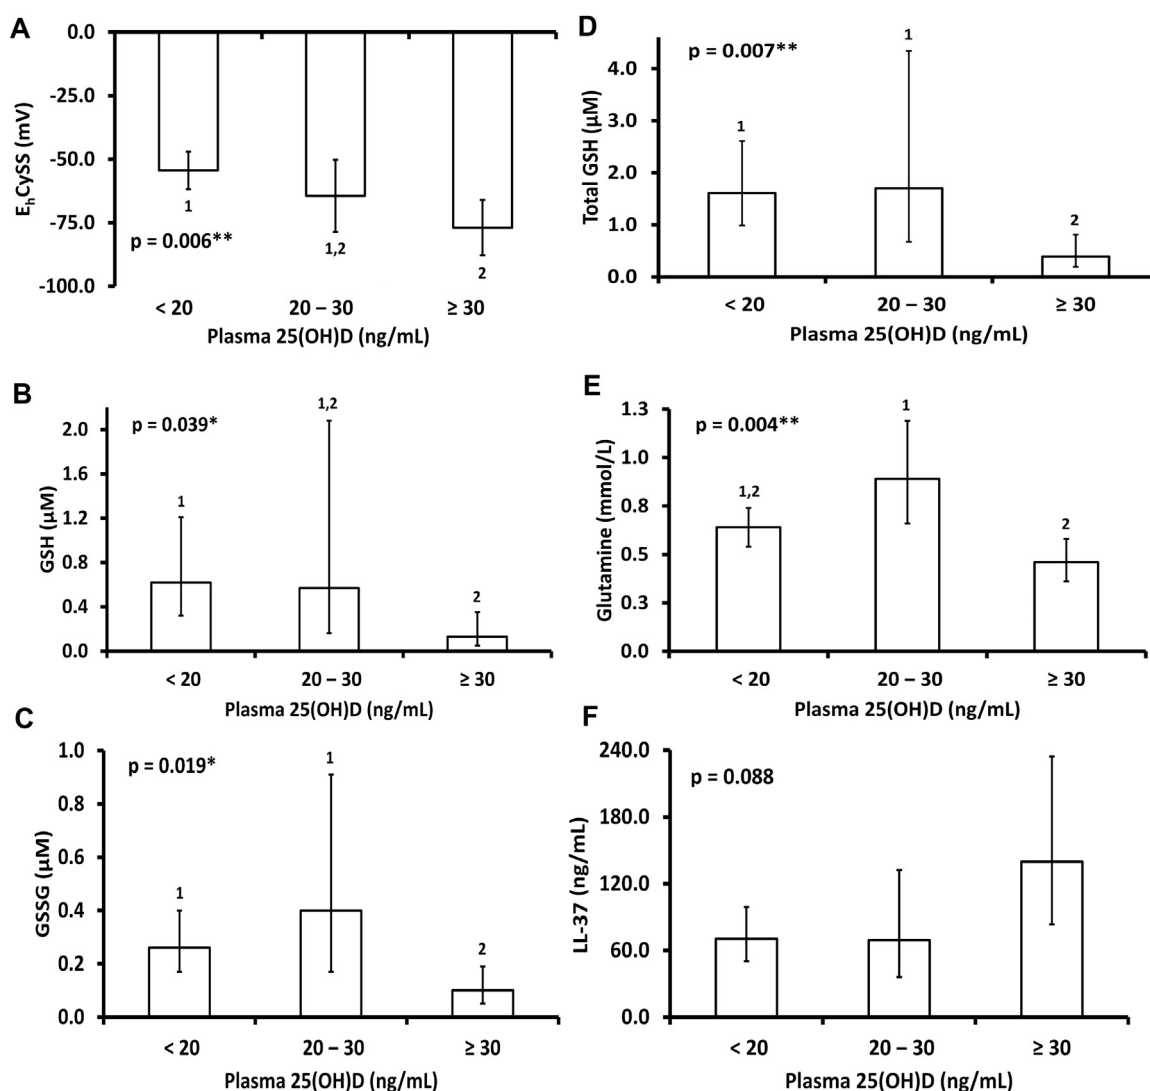 A
0.0
-25.0
-50.0
-75.0
-100.0
EhCySS (mV)
1
1,2
2
p = 0.006**
< 20
20 – 30
≥ 30
Plasma 25(OH)D (ng/mL)
D
p = 0.007**
4.0
3.0
2.0
1.0
0.0
Total GSH (µM)
1
1
2
< 20
20 – 30
≥ 30
Plasma 25(OH)D (ng/mL)
B
p = 0.039*
2.0
1.6
1.2
0.8
0.4
0.0
GSH (µM)
1
1,2
2
< 20
20 – 30
≥ 30
Plasma 25(OH)D (ng/mL)
E
p = 0.004**
1.3
1.0
0.8
0.5
0.3
0.0
Glutamine (mmol/L)
1,2
1
2
< 20
20 – 30
≥ 30
Plasma 25(OH)D (ng/mL)
C
p = 0.019*
1.0
0.8
0.6
0.4
0.2
0.0
GSSG (µM)
1
1
2
< 20
20 – 30
≥ 30
Plasma 25(OH)D (ng/mL)
F
p = 0.088
240.0
180.0
120.0
60.0
0.0
LL-37 (ng/mL)
< 20
20 – 30
≥ 30
Plasma 25(OH)D (ng/mL)